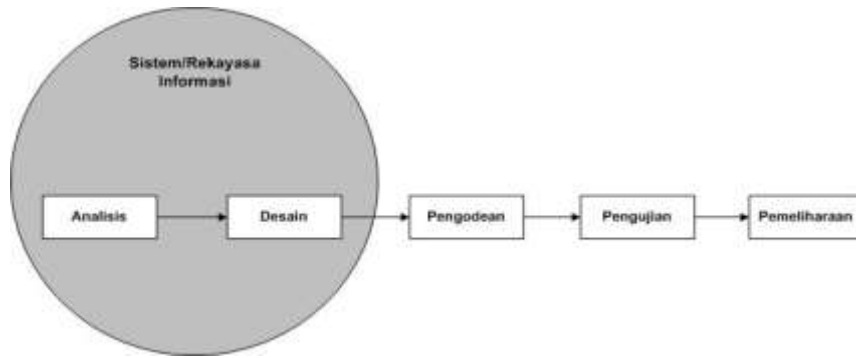 Sistem/Rekayasa
Informasi
Analisis
Desain
Pengodean
Pengujian
Pemeliharaan